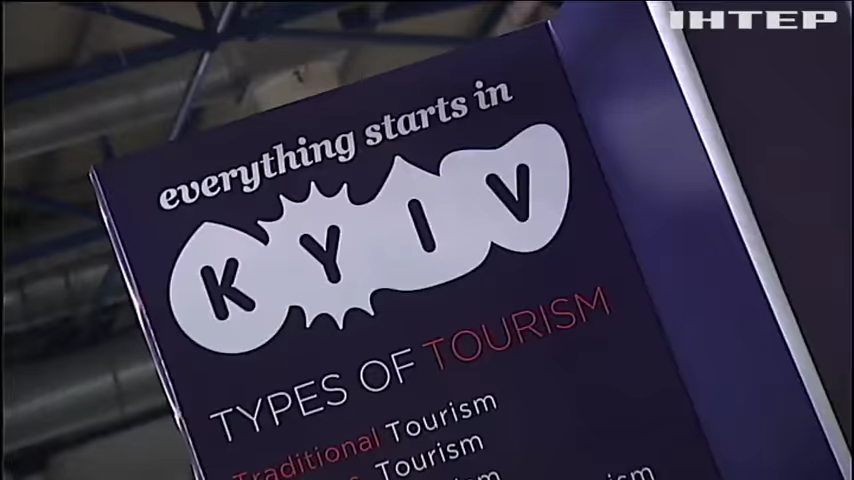 ІНТЕР
everything starts in
KYIV
TYPES OF TOURISM
Traditional Tourism
Tourism